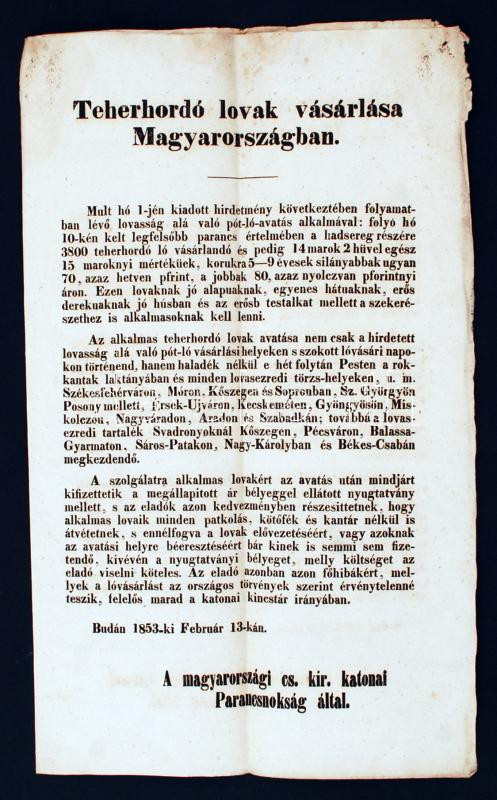 Teherhordó lovak vásárlása
Magyarországban.
Mult hó 1-jén kiadott hirdetmény következtében folyamat-
ban lévő lovasság alá való pót-ló-avatás alkalmával: folyó hó
10-kén kelt legfelsőbb parancs értelmében a hadsereg részére
3800 teherhordó ló vásárlandó és pedig 14 marok 2 hüvel egész
15 maroknyi mértéküek, korukra 5—9 évesek silányabbak ugyan
70, azaz hetven pfrint, a jobbak 80, azaz nyolczvan pforintnyi
áron. Ezen lovaknak jó alapuaknak, egyenes hátuaknak, erős
derekuaknak jó húsban és az erősb testalkat mellett a szekeré-
szethez is alkalmasoknak kell lenni.
Az alkalmas teherhordó lovak avatása nem csak a hirdetett
lovasság alá való pót-ló vásárlási helyeken s szokott lóvásári napo-
kon történend, hanem haladék nélkül e hét folytán Pesten a rok-
kantak laktányában és minden lovasezredi törzs-helyeken, u. m.
Székesfehérváron, Móron, Kőszegen és Sopronban, Sz. Györgyön
Posony mellett, Érsek-Ujváron, Kecskeméten, Gyöngyösön, Mis-
kolczon, Nagyváradon, Aradon és Szabadkán; továbbá a lovas-
ezredi tartalék Svadronyoknál Kőszegen, Pécsváron, Balassa-
Gyarmaton, Sáros-Patakon, Nagy-Károlyban és Békes-Csabán
megkezdendő.
A szolgálatra alkalmas lovakért az avatás után mindjárt
kifizettetik a megállapitott ár bélyeggel ellátott nyugtatvány
mellett, s az eladók azon kedvezményben részesittetnek, hogy
alkalmas lovaik minden patkolás, kötőfék és kantár nélkül is
átvétetnek, s ennélfogva a lovak elővezetéséért, vagy azoknak
az avatási helyre béeresztéséért bár kinek is semmi sem fize-
tendő, kivévén a nyugtatványi bélyeget, melly költséget az
eladó viselni köteles. Az eladó azonban azon főhibákért, mel-
lyek a lóvásárlást az országos törvények szerint érvénytelenné
teszik, felelős marad a katonai kincstár irányában.
Budán 1853-ki Február 13-kán.
A magyarországi cs. kir. katonai
Parancsnokság által.